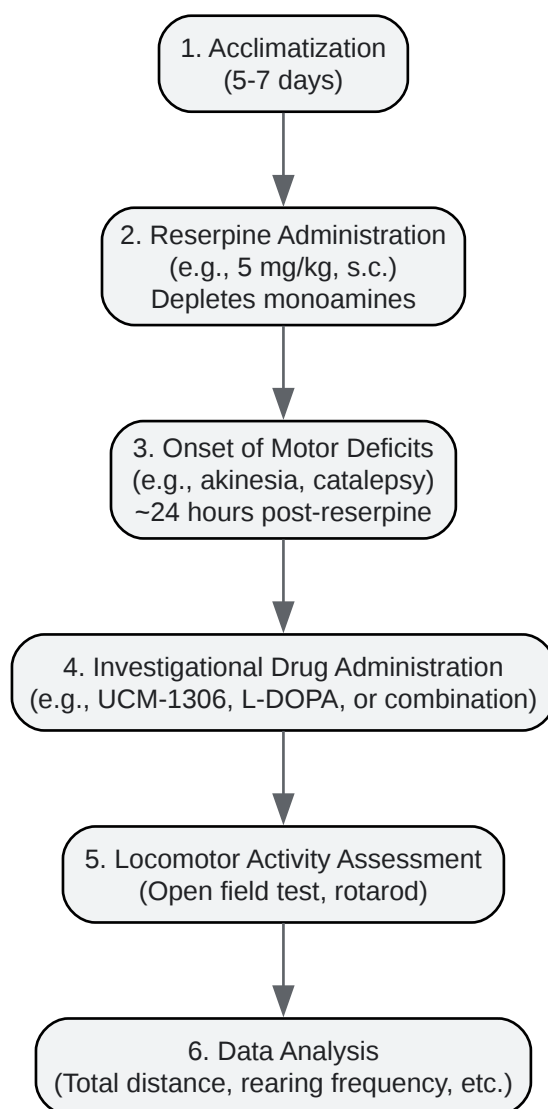 1. Acclimatization
(5-7 days)
2. Reserpine Administration
(e.g., 5 mg/kg, s.c.)
Depletes monoamines
3. Onset of Motor Deficits
(e.g., akinesia, catalepsy)
~24 hours post-reserpine
4. Investigational Drug Administration
(e.g., UCM-1306, L-DOPA, or combination)
5. Locomotor Activity Assessment
(Open field test, rotarod)
6. Data Analysis
(Total distance, rearing frequency, etc.)